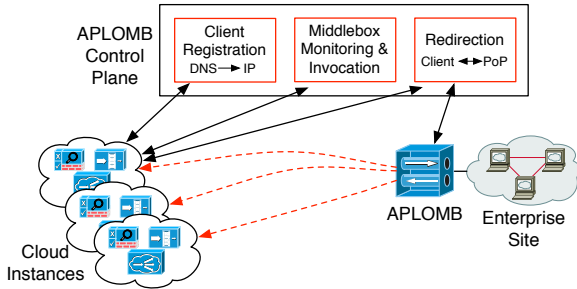 APLOMB
Control
Plane
Client
Registration
DNS → IP
Middlebox
Monitoring &
Invocation
Redirection
Client ↔ PoP
APLOMB
Enterprise
Site
Cloud
Instances